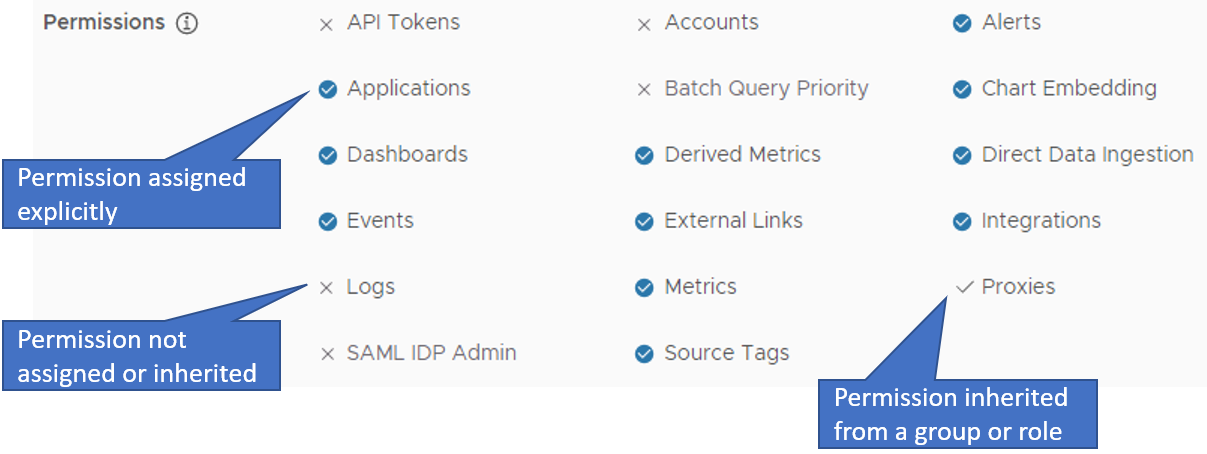 Permissions
API Tokens
Accounts
Alerts
Applications
Batch Query Priority
Chart Embedding
Dashboards
Derived Metrics
Direct Data Ingestion
Permission assigned
explicitly
Events
External Links
Integrations
Logs
Metrics
Proxies
Permission not
assigned or inherited
SAML IDP Admin
Source Tags
Permission inherited
from a group or role